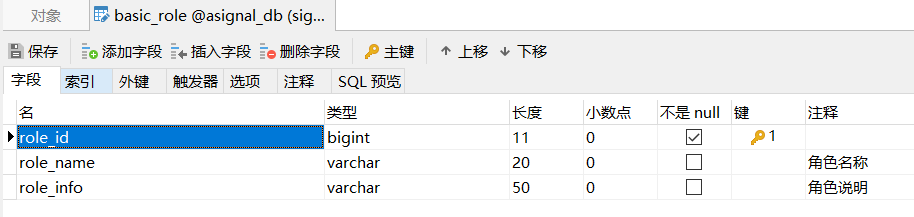 对象 basic_role @asignal_db (sig...
保存 添加字段 插入字段 删除字段 主键 上移 下移
字段 索引 外键 触发器 选项 注释 SQL 预览
名 类型 长度 小数点 不是 null 键 注释
role_id bigint 11 0 1
role_name varchar 20 0 角色名称
role_info varchar 50 0 角色说明